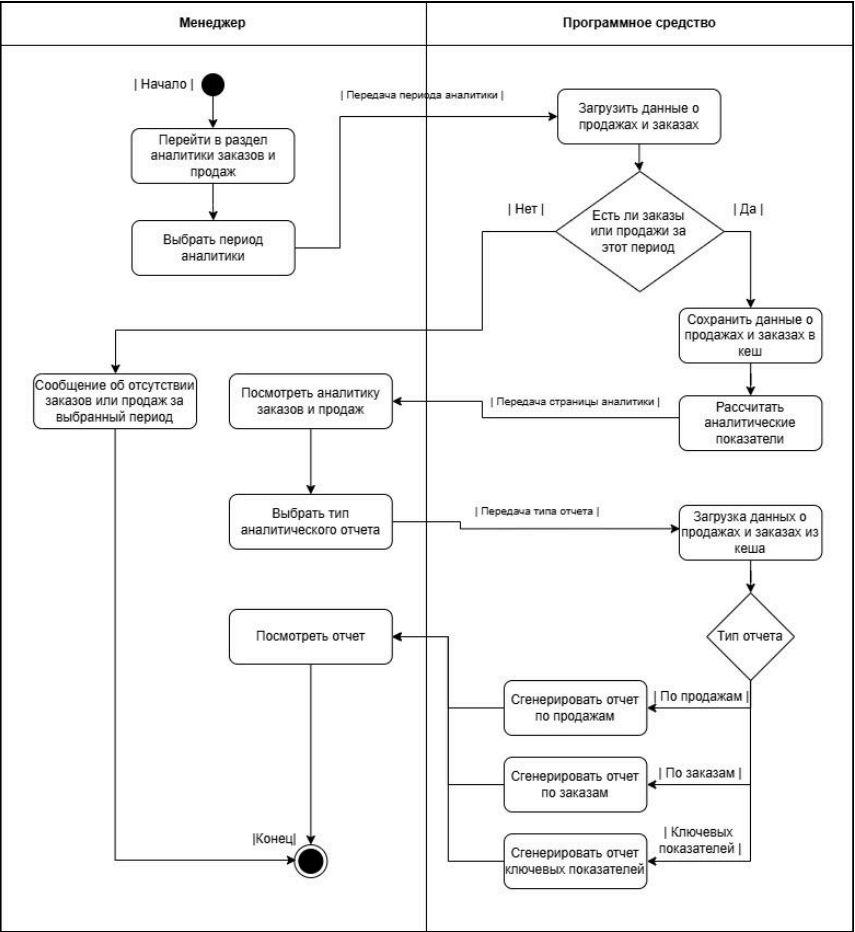 Менеджер
Программное средство
| Начало |
| Передача периода аналитики |
Загрузить данные о
продажах и заказах
Перейти в раздел
аналитики заказов и
продаж
| Нет |
Есть ли заказы
или продажи за
этот период
| Да |
Выбрать период
аналитики
Сохранить данные о
продажах и заказах в
кеш
Сообщение об отсутствии
заказов или продаж за
выбранный период
Посмотреть аналитику
заказов и продаж
| Передача страницы аналитики |
Рассчитать
аналитические
показатели
Выбрать тип
аналитического отчета
| Передача типа отчета |
Загрузка данных о
продажах и заказах из
кеша
Посмотреть отчет
Тип отчета
Сгенерировать отчет
по продажам
| По продажам |
Сгенерировать отчет
по заказам
| По заказам |
|Конец|
Сгенерировать отчет
ключевых показателей
| Ключевых
показателей |